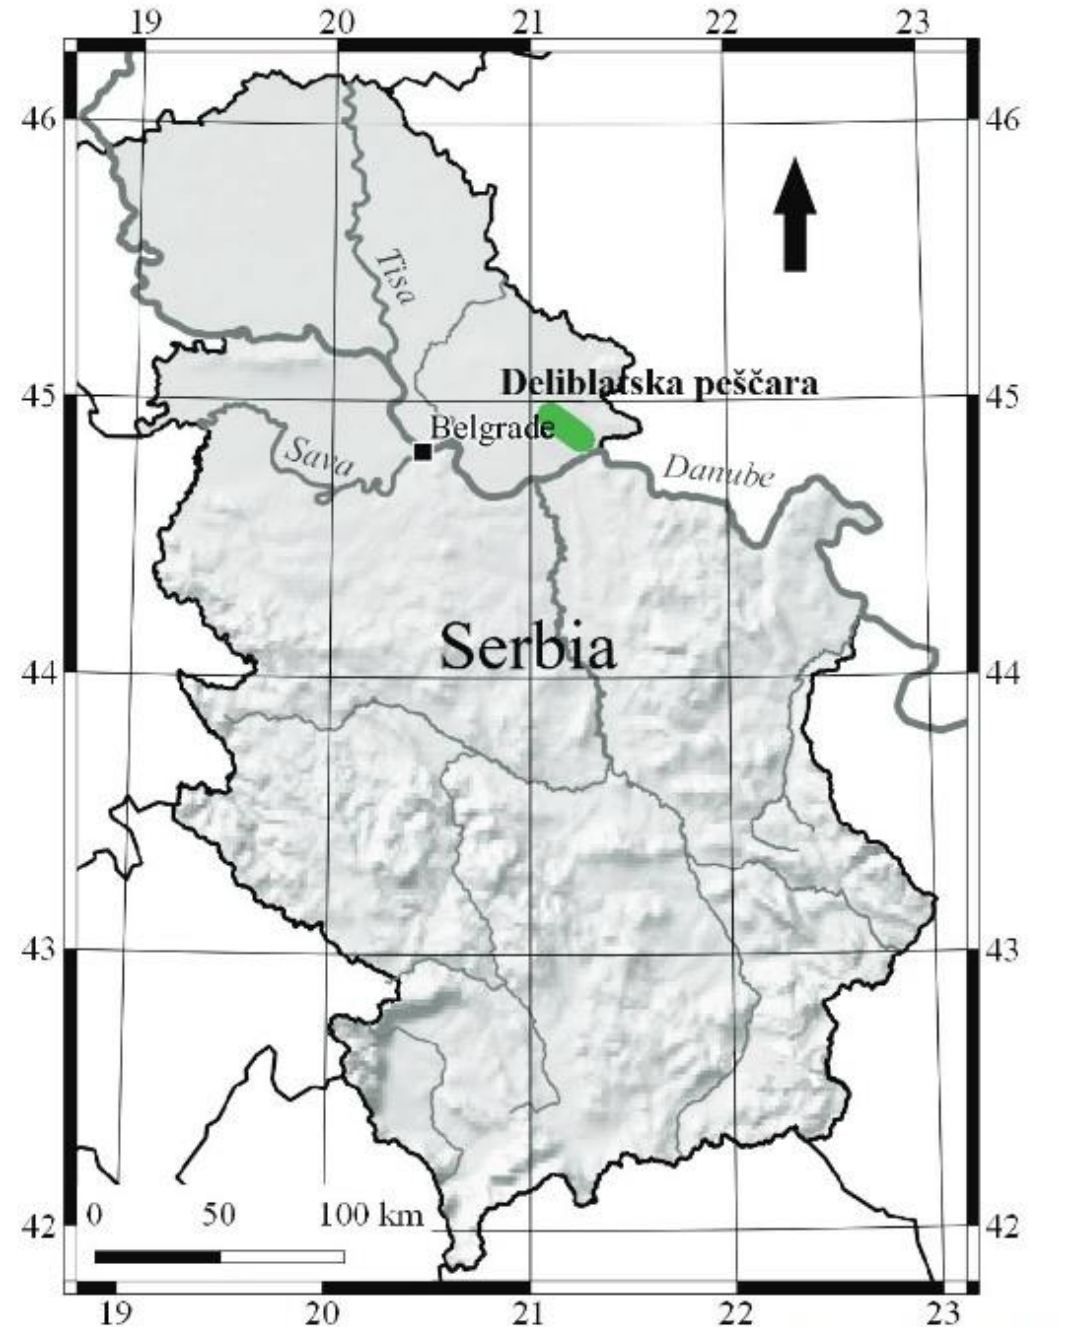 19 20 21 22 23
46 46
Tisa
Deliblatska peščara
45 45
Belgrade
Sava
Danube
Serbia
44 44
43 43
0 50 100 km
42 42
19 20 21 22 23